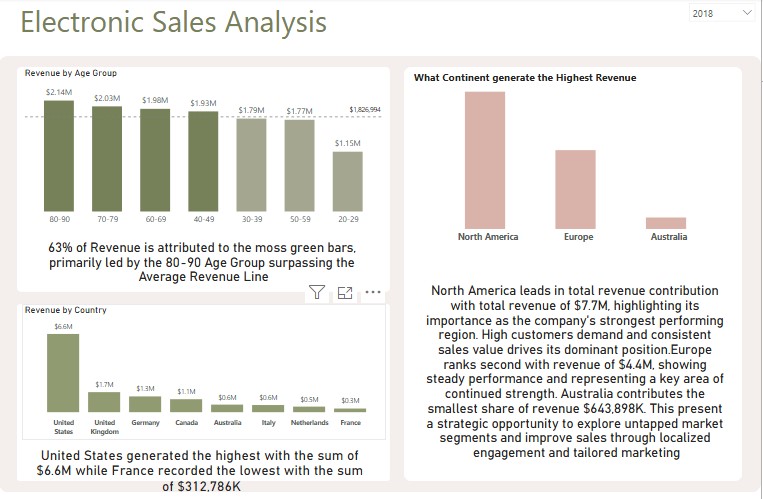 Electronic Sales Analysis
2018
Revenue by Age Group
$2.14M
$2.03M
$1.98M
$1.93M
$1.79M
$1.77M
$1,826,994
$1.15M
80-90
70-79
60-69
40-49
30-39
50-59
20-29
63% of Revenue is attributed to the moss green bars,
primarily led by the 80-90 Age Group surpassing the
Average Revenue Line
Revenue by Country
$6.6M
$1.7M
$1.3M
$1.1M
$0.6M
$0.6M
$0.5M
$0.3M
United
States
United
Kingdom
Germany
Canada
Australia
Italy
Netherlands
France
United States generated the highest with the sum of
$6.6M while France recorded the lowest with the sum
of $312,786K
What Continent generate the Highest Revenue
North America
Europe
Australia
North America leads in total revenue contribution
with total revenue of $7.7M, highlighting its
importance as the company's strongest performing
region. High customers demand and consistent
sales value drives its dominant position.Europe
ranks second with revenue of $4.4M, showing
steady performance and representing a key area of
continued strength. Australia contributes the
smallest share of revenue $643,898K. This present
a strategic opportunity to explore untapped market
segments and improve sales through localized
engagement and tailored marketing